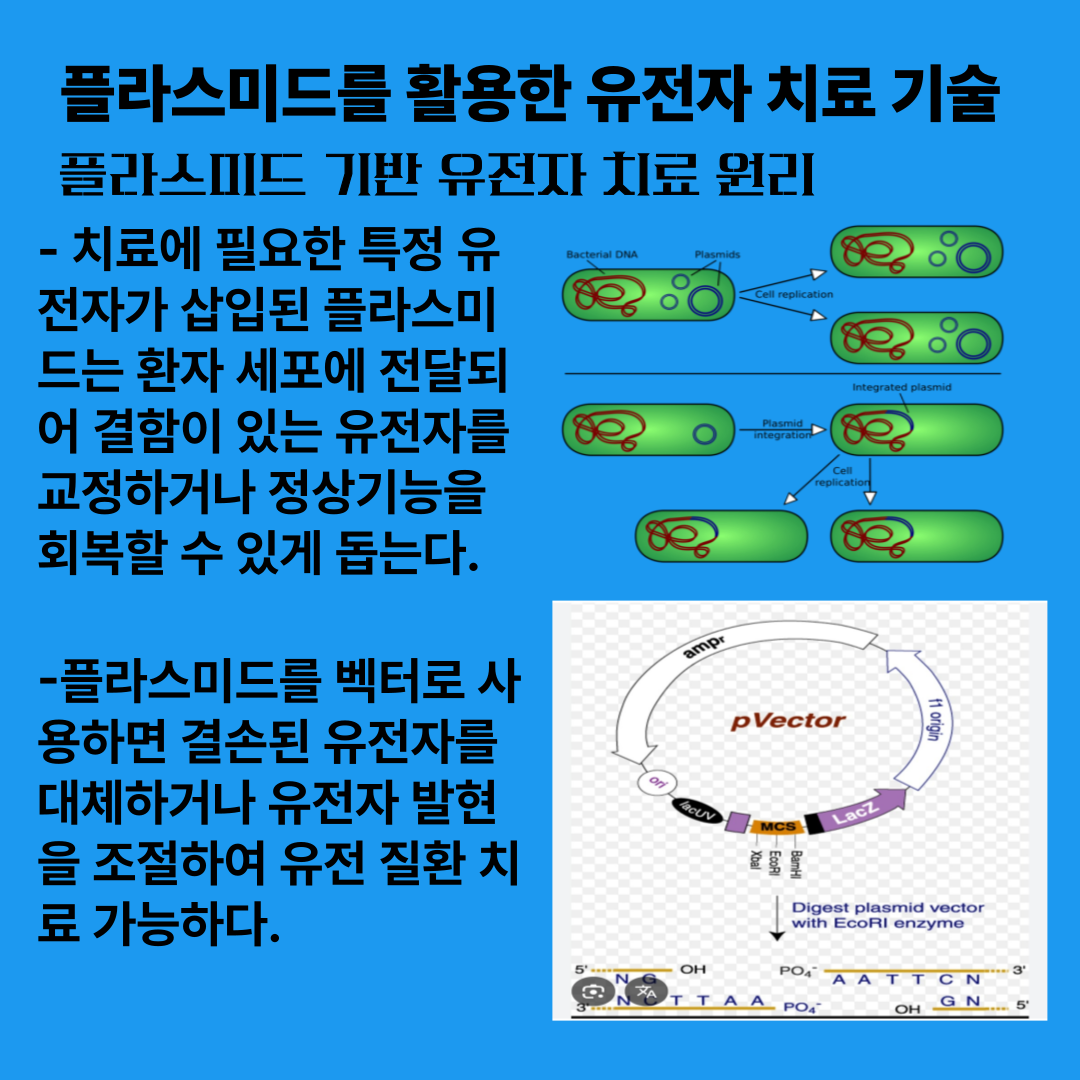 플라스미드를 활용한 유전자 치료 기술
플라스미드 기반 유전자 치료 원리
- 치료에 필요한 특정 유
전자가 삽입된 플라스미
드는 환자 세포에 전달되
어 결함이 있는 유전자를
교정하거나 정상기능을
회복할 수 있게 돕는다.
-플라스미드를 벡터로 사
용하면 결손된 유전자를
대체하거나 유전자 발현
을 조절하여 유전 질환 치
료 가능하다.
Bacterial DNA
Plasmids
Cell replication
Integrated plasmid
Plasmid
integration
Cell
replication
ampr
pVector
f1 origin
ori
lacUV
MCS
LacZ
XbaI
EcoRI
BamHI
Digest plasmid vector
with EcoRI enzyme
5' N G OH PO4- A A T T C N 3'
3' N C T T A A PO4- OH G N 5'